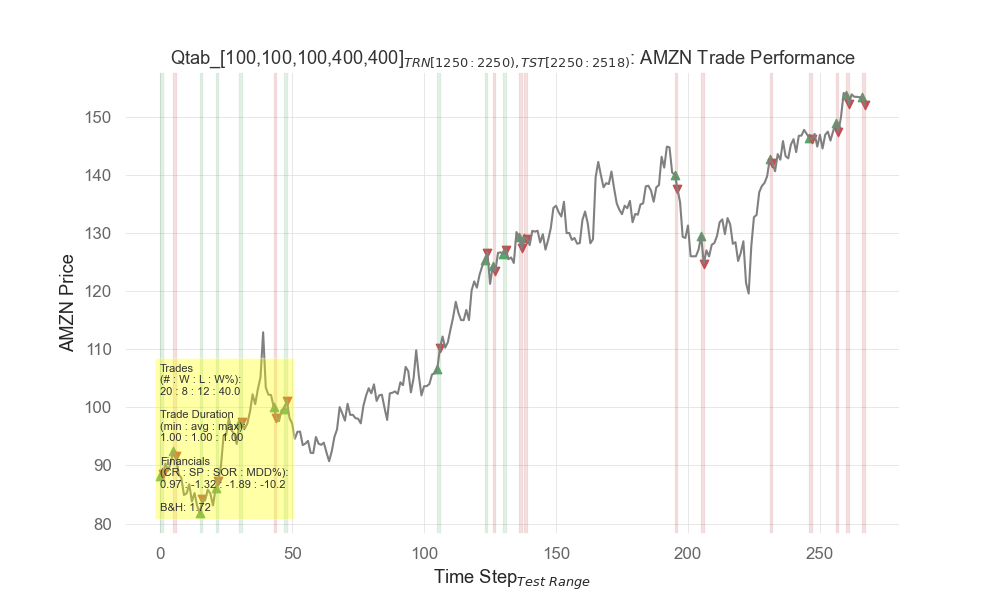 Qtab_[100,100,100,400,400]TRN[1250:2250),TST[2250:2518): AMZN Trade Performance
AMZN Price
150
140
130
120
110
100
90
80
Trades
(# : W : L : W%):
20 : 8 : 12 : 40.0
Trade Duration
(min : avg : max):
1.00 : 1.00 : 1.00
Financials
(CR : SP : SOR : MDD%):
0.97 : -1.32 : -1.89 : -10.2
B&H: 1.72
0 50 100 150 200 250
Time StepTest Range